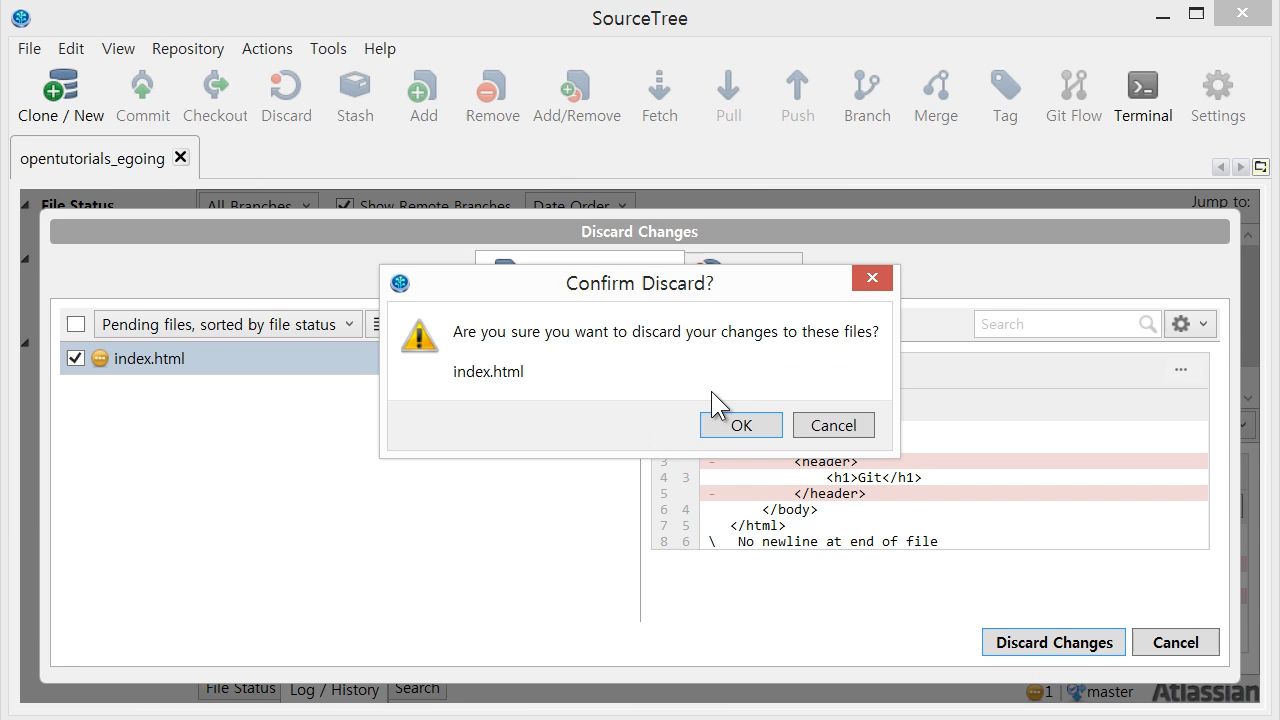 SourceTree
File Edit View Repository Actions Tools Help
Clone / New Commit Checkout Discard Stash Add Remove Add/Remove Fetch Pull Push Branch Merge Tag Git Flow Terminal Settings
opentutorials_egoing
File Status All Branches Show Remote Branches Date Order Jump to:
Discard Changes
Confirm Discard?
Are you sure you want to discard your changes to these files?
index.html
OK Cancel
Pending files, sorted by file status
Search
index.html
3 - <header>
4 3 <h1>Git</h1>
5 - </header>
6 4 </body>
7 5 </html>
8 6 \ No newline at end of file
Discard Changes Cancel
File Status Log / History Search
1 master Atlassian